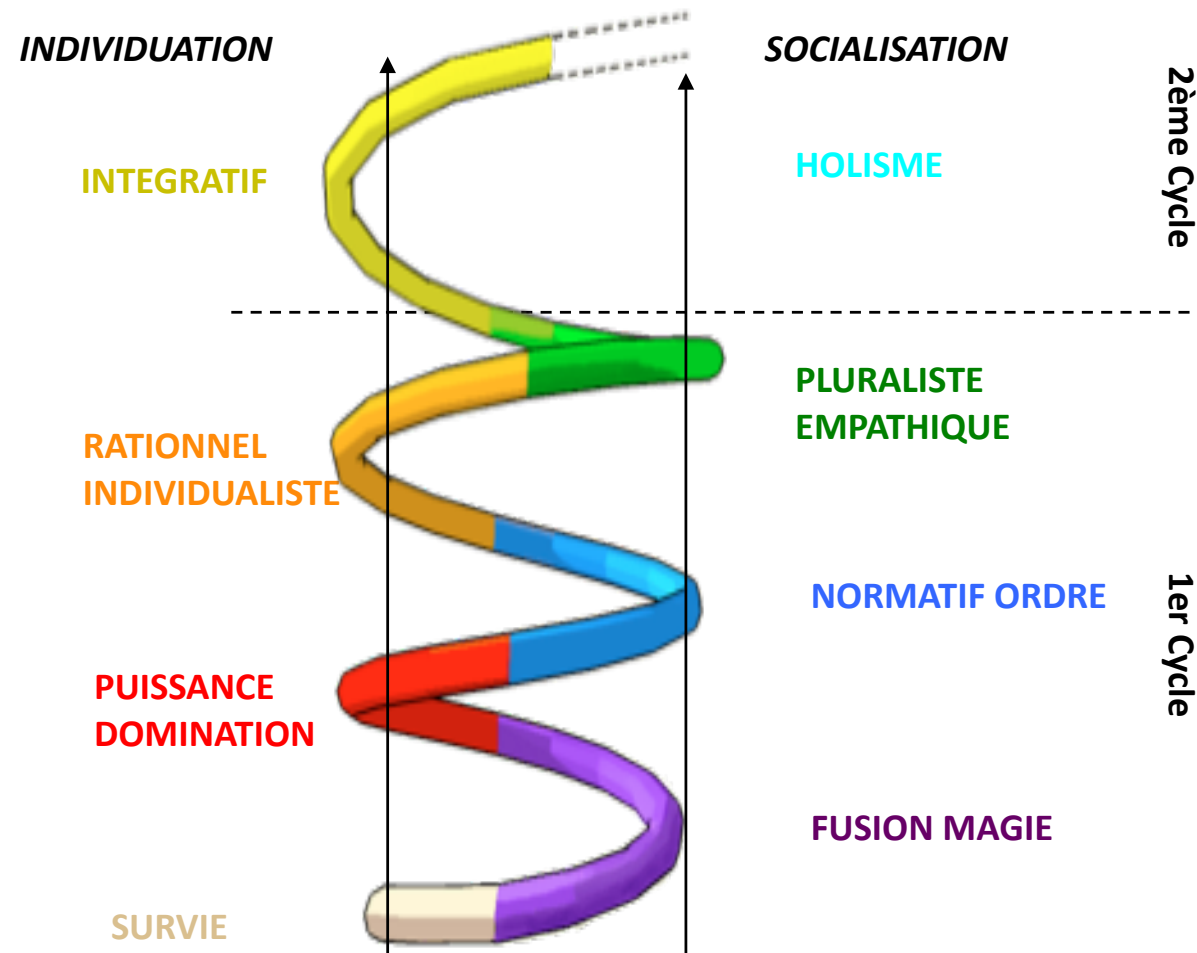 INDIVIDUATION
SOCIALISATION
2ème Cycle
INTEGRATIF
HOLISME
PLURALISTE
EMPATHIQUE
RATIONNEL
INDIVIDUALISTE
NORMATIF ORDRE
1er Cycle
PUISSANCE
DOMINATION
FUSION MAGIE
SURVIE